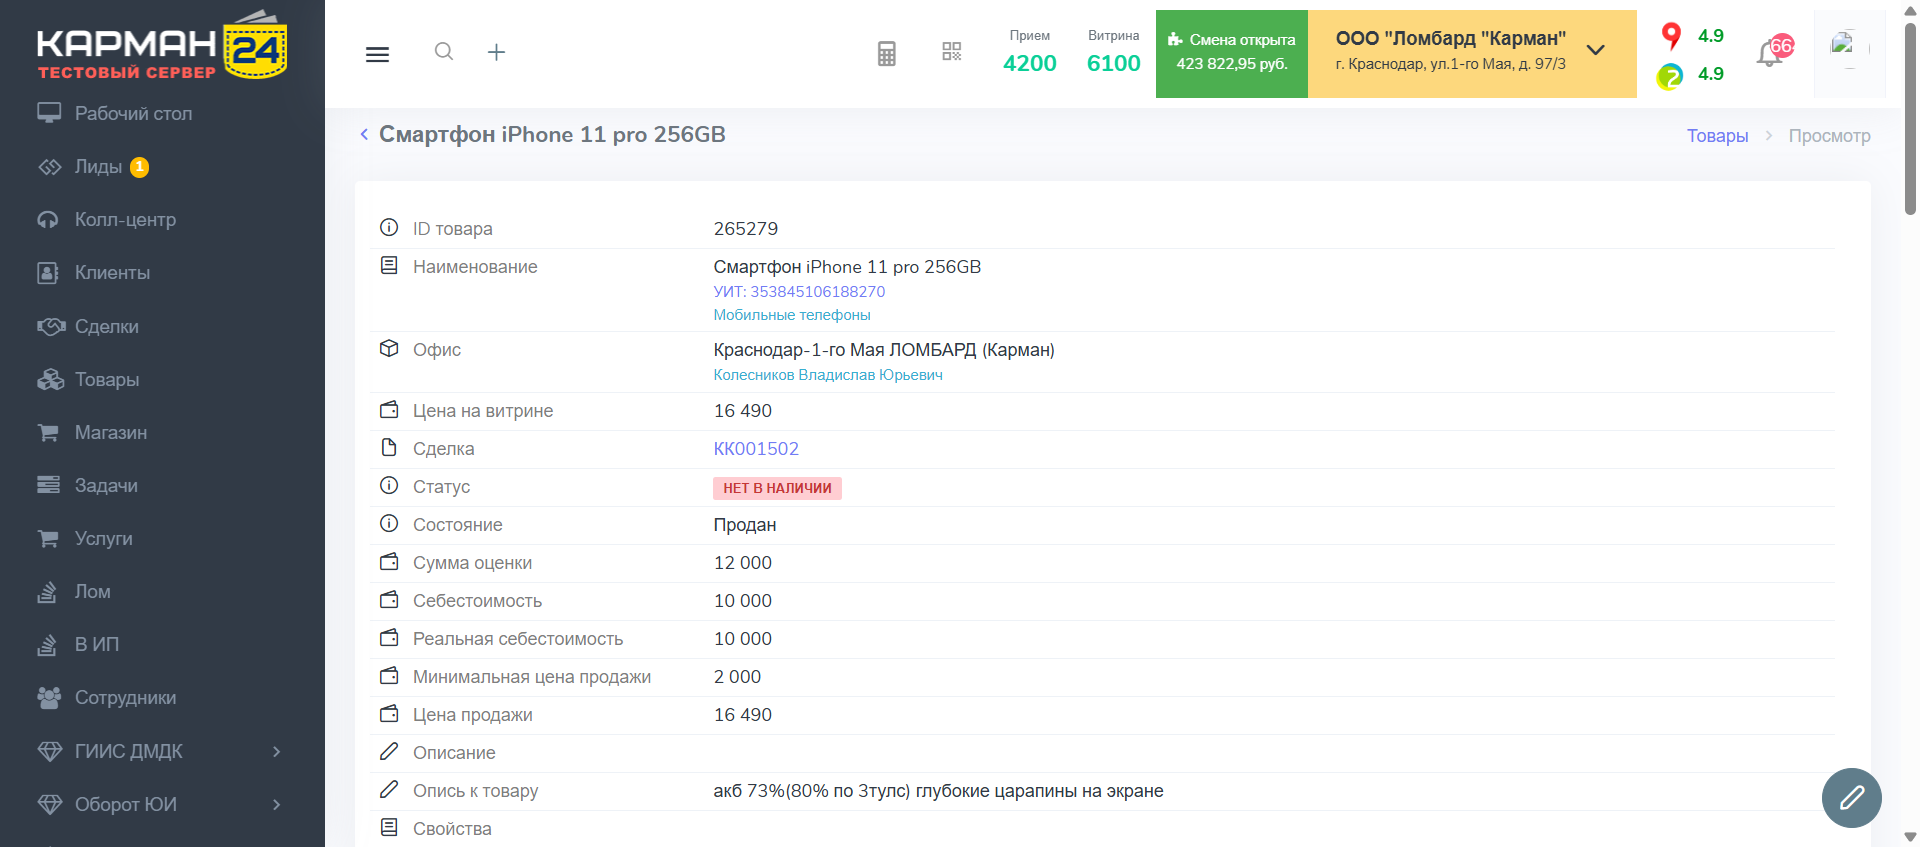 КАРМАН 24
ТЕСТОВЫЙ СЕРВЕР
Рабочий стол
Лиды 1
Колл-центр
Клиенты
Сделки
Товары
Магазин
Задачи
Услуги
Лом
В ИП
Сотрудники
ГИИС ДМДК
Оборот ЮИ
Прием
4200
Витрина
6100
Смена открыта
423 822,95 руб.
ООО "Ломбард "Карман"
г. Краснодар, ул.1-го Мая, д. 97/3
4.9
4.9
Смартфон iPhone 11 pro 256GB
Товары
Просмотр
ID товара 265279
Наименование Смартфон iPhone 11 pro 256GB
УИТ: 353845106188270
Мобильные телефоны
Офис Краснодар-1-го Мая ЛОМБАРД (Карман)
Колесников Владислав Юрьевич
Цена на витрине 16 490
Сделка КК001502
Статус НЕТ В НАЛИЧИИ
Состояние Продан
Сумма оценки 12 000
Себестоимость 10 000
Реальная себестоимость 10 000
Минимальная цена продажи 2 000
Цена продажи 16 490
Описание
Опись к товару акб 73%(80% по 3тулс) глубокие царапины на экране
Свойства